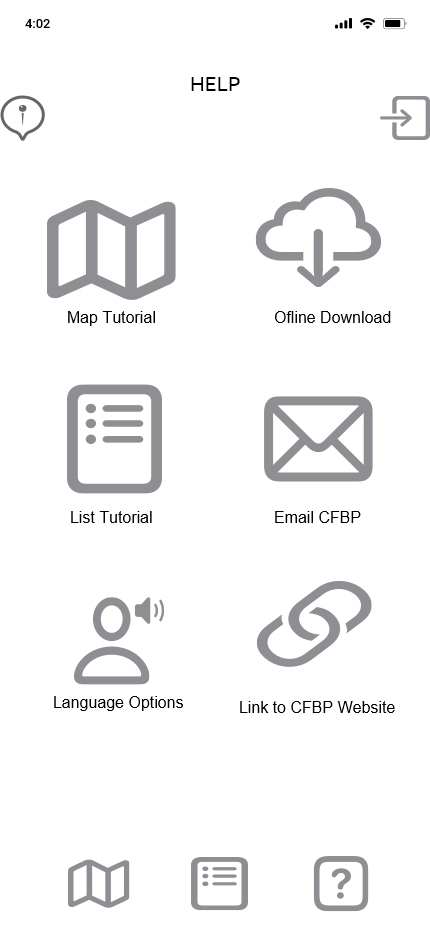 4:02
HELP
Map Tutorial
Ofline Download
List Tutorial
Email CFBP
Language Options
Link to CFBP Website
?